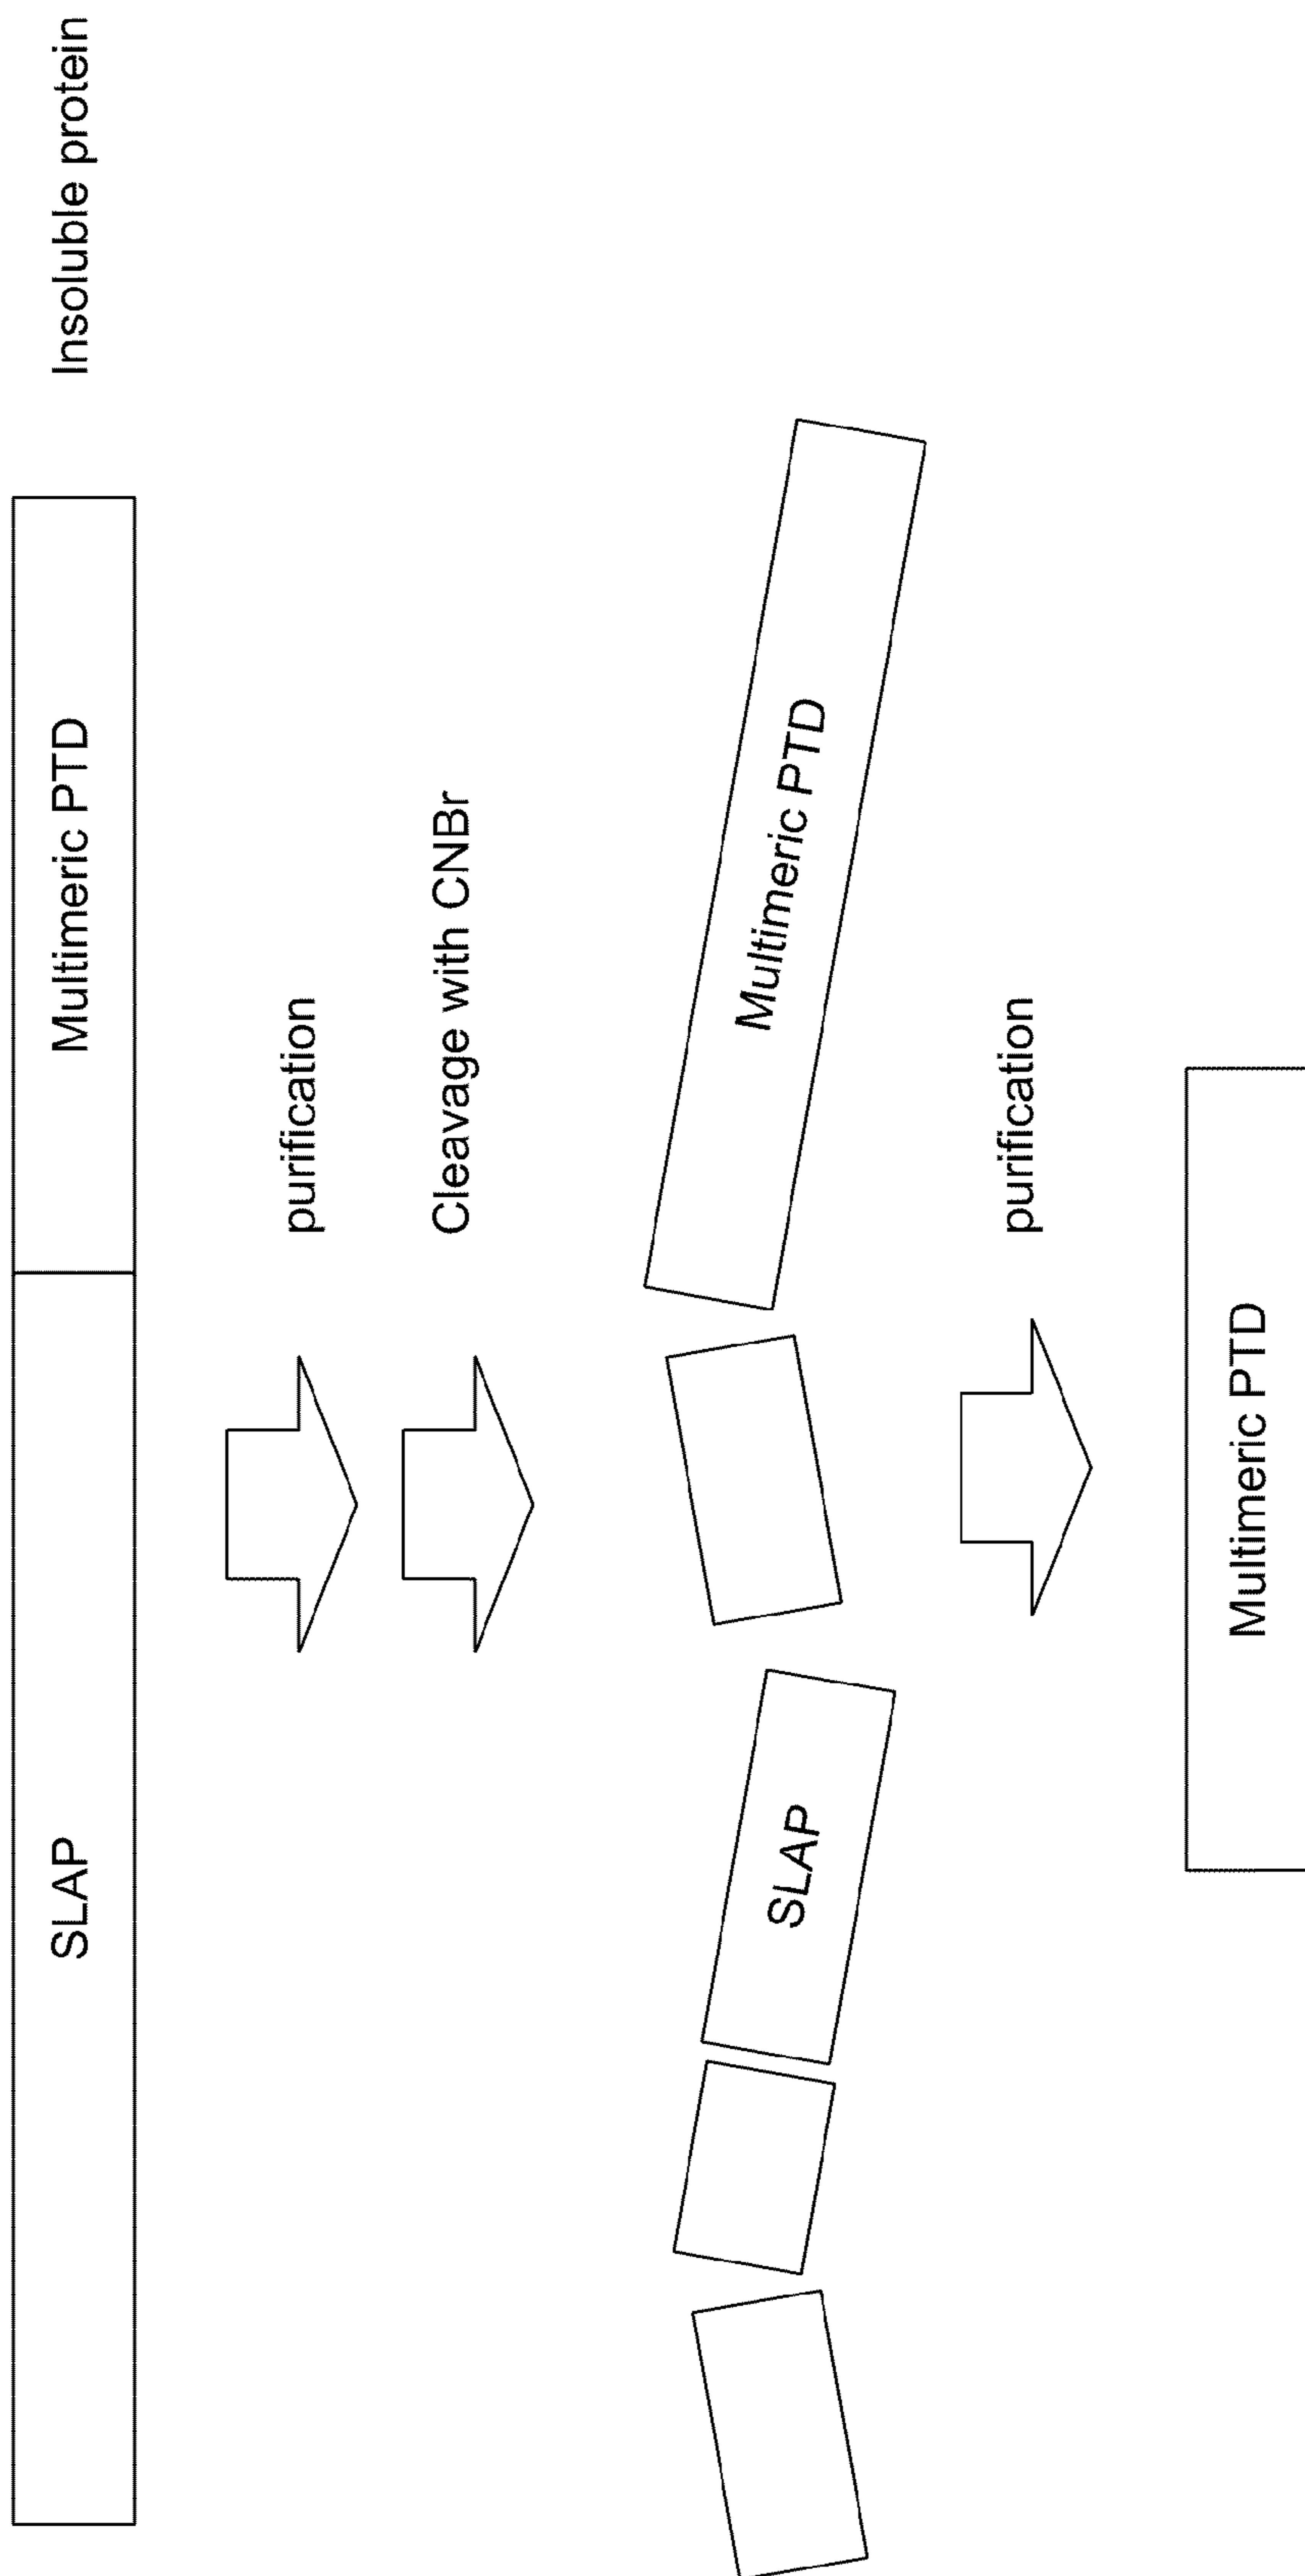 SLAP
Multimeric PTD
Insoluble protein
purification
Cleavage with CNBr
SLAP
Multimeric PTD
purification
Multimeric PTD